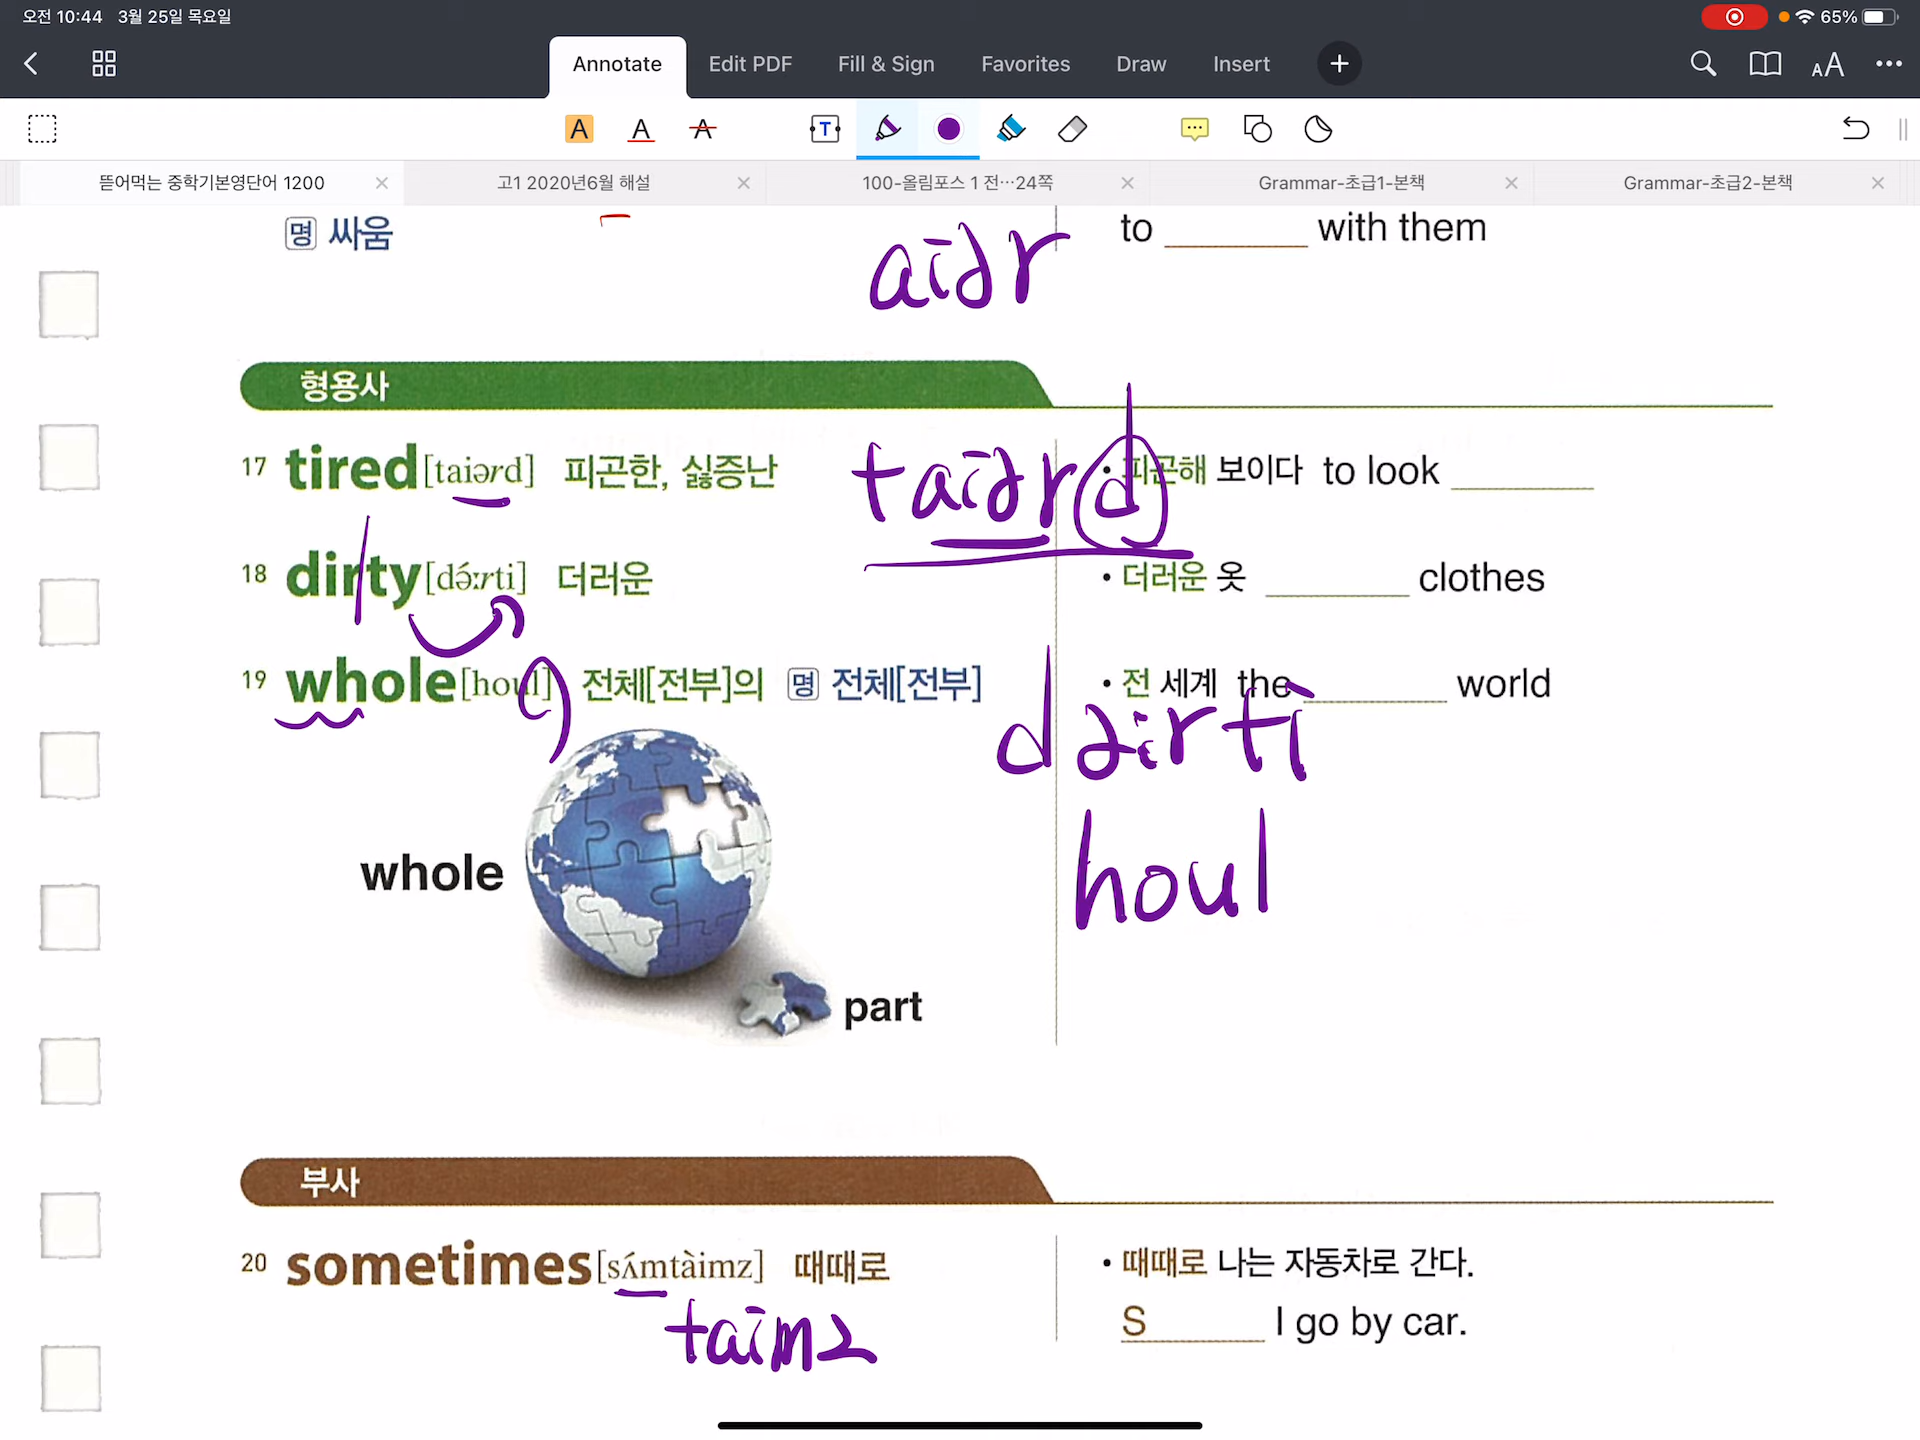 오전 10:44 3월 25일 목요일 65%
Annotate Edit PDF Fill & Sign Favorites Draw Insert
뜯어먹는 중학기본영단어 1200 고1 2020년6월 해설 100-올림포스 1 전…24쪽 Grammar-초급1-본책 Grammar-초급2-본책
명 싸움
to ______ with them
aiər
형용사
17 tired[taiərd] 피곤한, 싫증난
taiərd
• 피곤해 보이다 to look ______
18 dirty[də́ːrti] 더러운
• 더러운 옷 ______ clothes
19 whole[houl] 전체[전부]의 명 전체[전부]
• 전 세계 the ______ world
dəːrti
houl
whole
part
부사
20 sometimes[sʌ́mtàimz] 때때로
taimz
• 때때로 나는 자동차로 간다.
S______ I go by car.